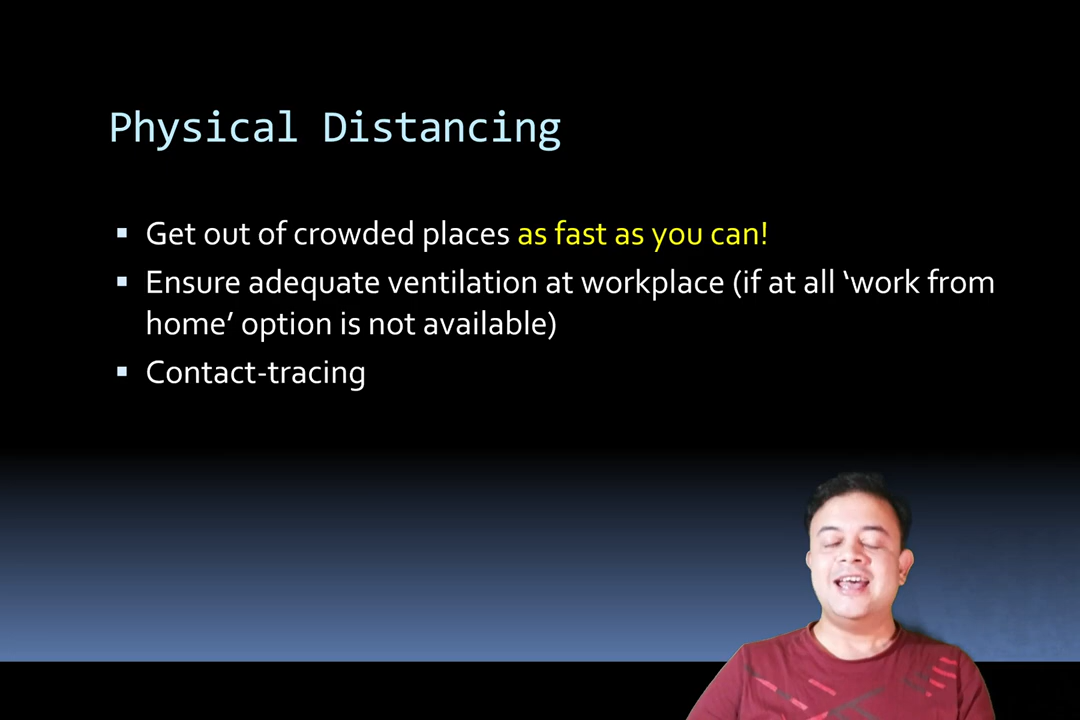 Physical Distancing
Get out of crowded places as fast as you can!
Ensure adequate ventilation at workplace (if at all ‘work from
home’ option is not available)
Contact-tracing